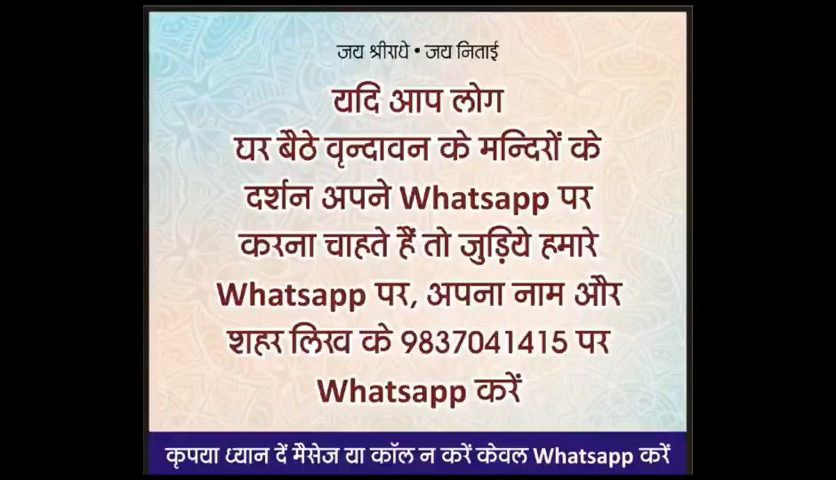 जय श्रीराधे • जय निताई
यदि आप लोग
घर बैठे वृन्दावन के मन्दिरों के
दर्शन अपने Whatsapp पर
करना चाहते हैं तो जुड़िये हमारे
Whatsapp पर, अपना नाम और
शहर लिख के 9837041415 पर
Whatsapp करें
कृपया ध्यान दें मैसेज या कॉल न करें केवल Whatsapp करें